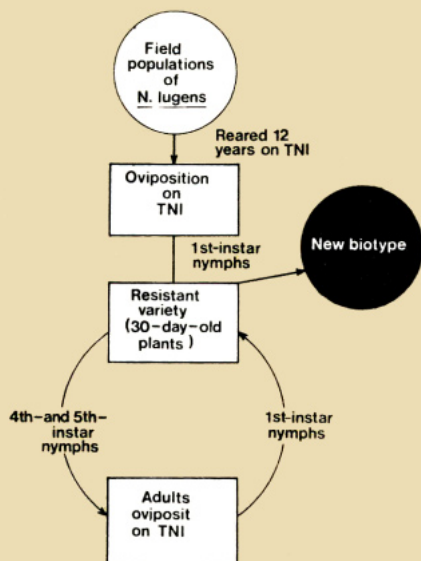 Field
populations
of
N. lugens
Reared 12
years on TNI
Oviposition
on
TNI
1st-instar
nymphs
New biotype
Resistant
variety
(30-day-old
plants)
4th-and 5th-
instar
nymphs
1st-instar
nymphs
Adults
oviposit
on TNI